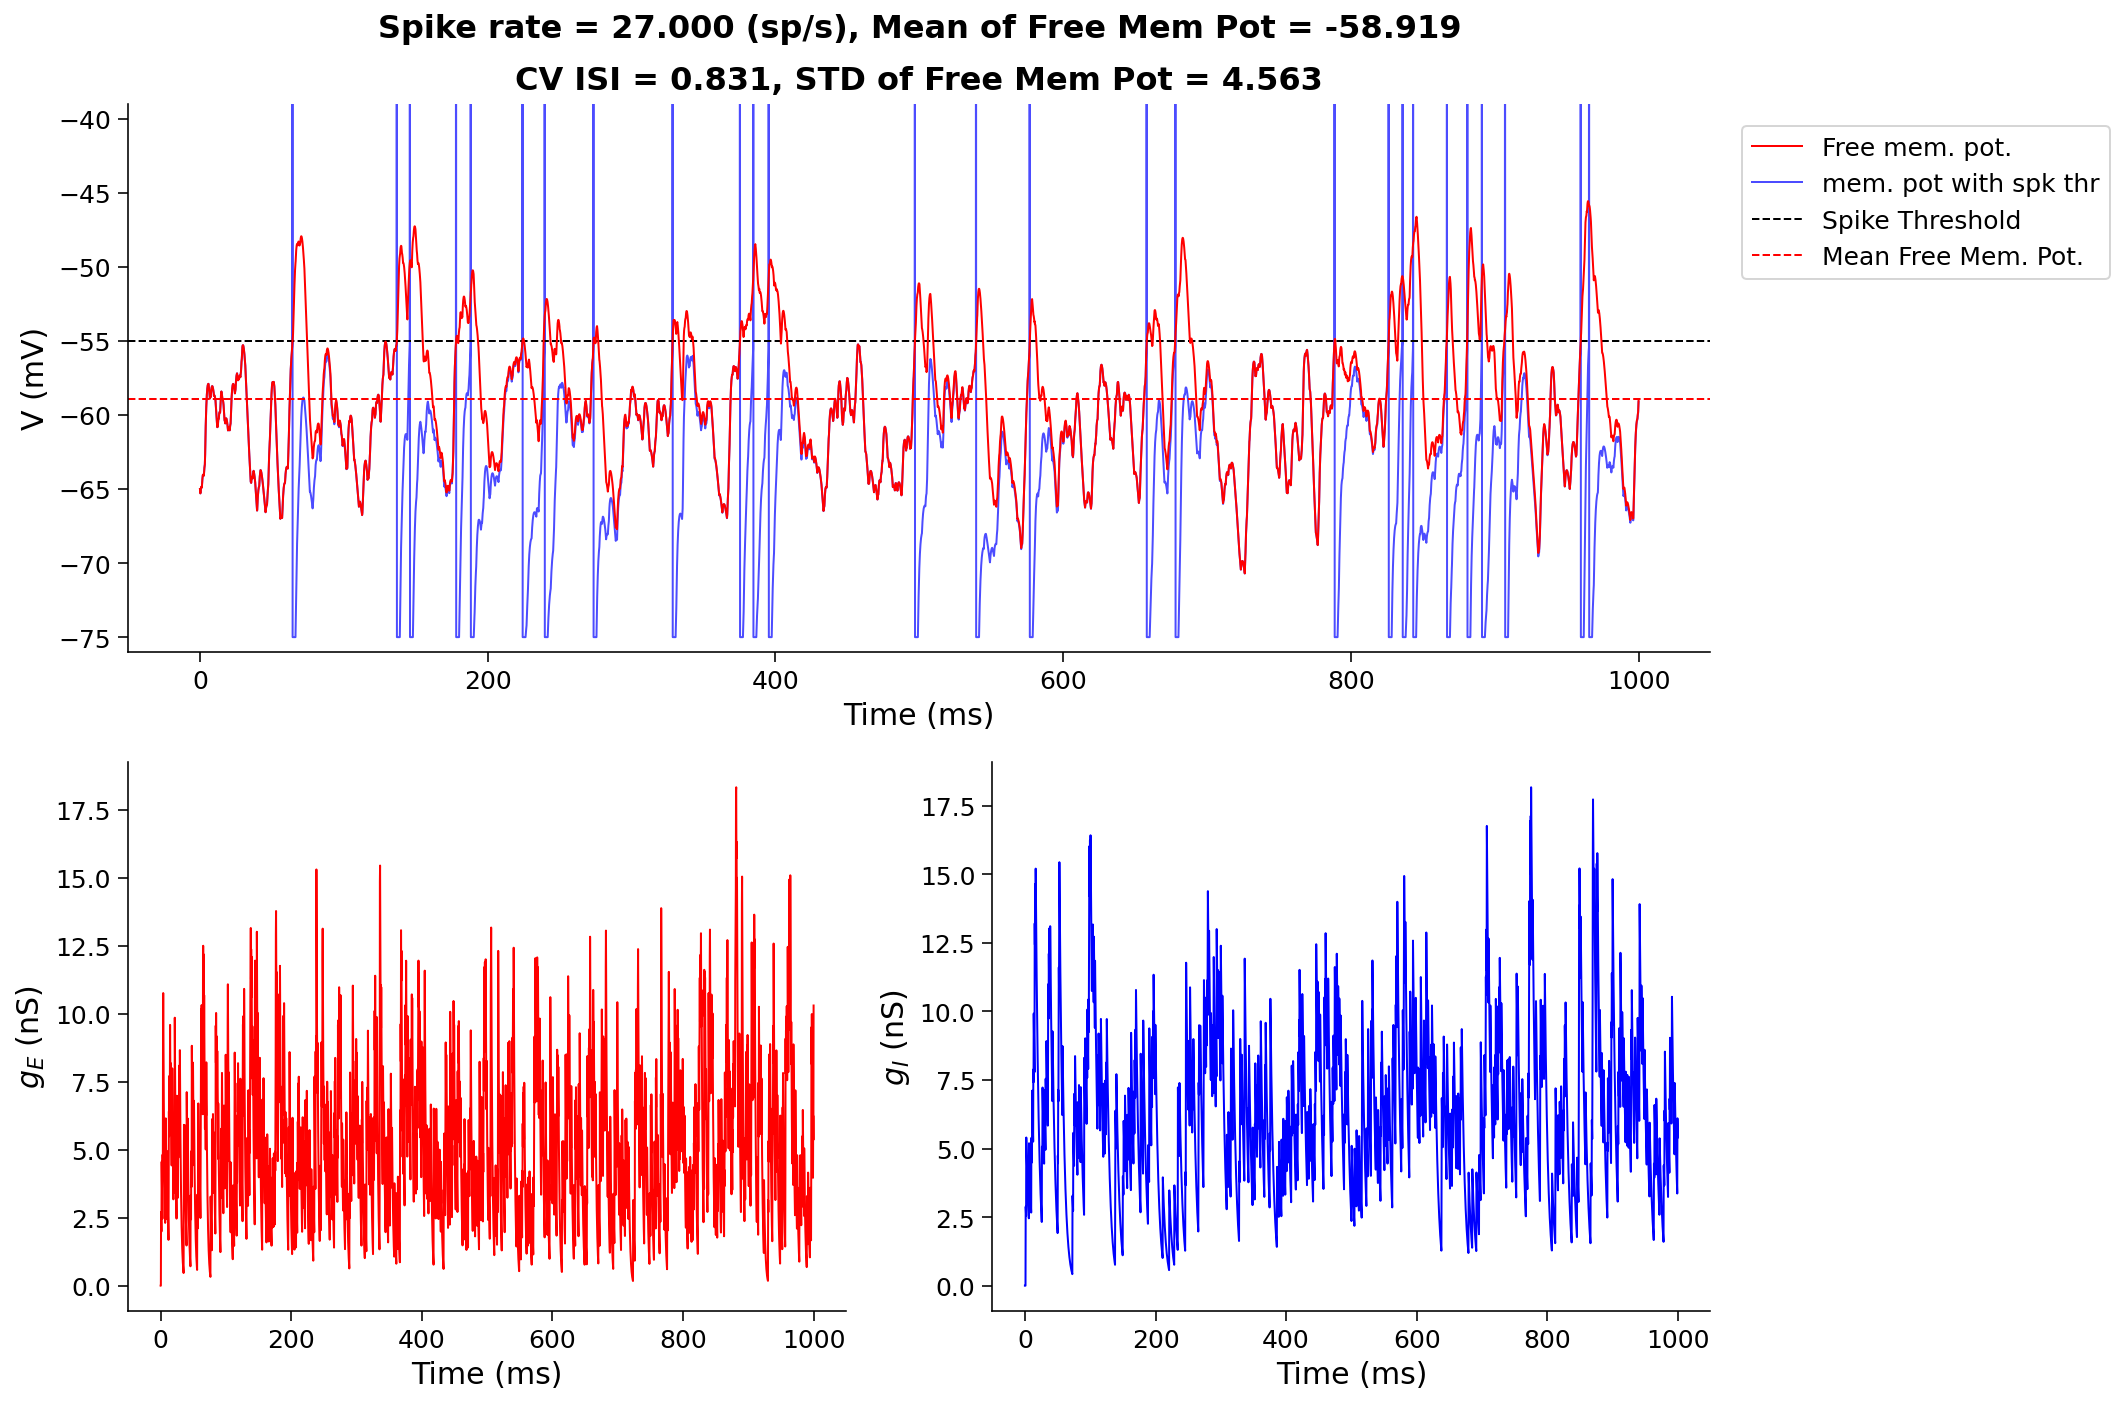 Spike rate = 27.000 (sp/s), Mean of Free Mem Pot = -58.919
CV ISI = 0.831, STD of Free Mem Pot = 4.563
−40
−45
−50
−55
−60
−65
−70
−75
V (mV)
0 200 400 600 800 1000
Time (ms)
Free mem. pot.
mem. pot with spk thr
Spike Threshold
Mean Free Mem. Pot.
17.5
15.0
12.5
10.0
7.5
5.0
2.5
0.0
g_E (nS)
0 200 400 600 800 1000
Time (ms)
17.5
15.0
12.5
10.0
7.5
5.0
2.5
0.0
g_I (nS)
0 200 400 600 800 1000
Time (ms)